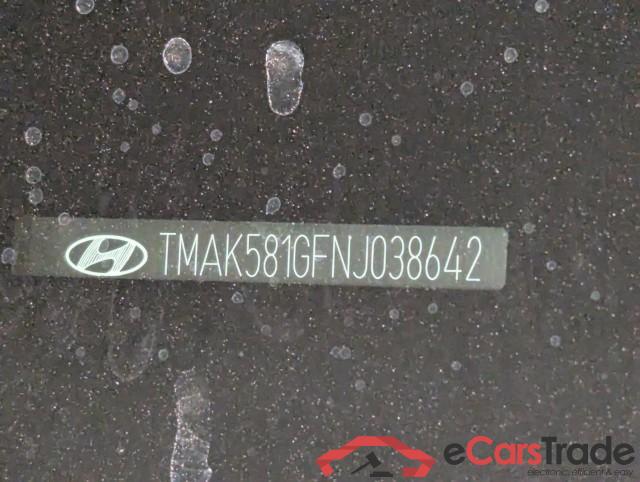 TMAK581GFNJ038642
eCarsTrade
electronic, efficient & easy